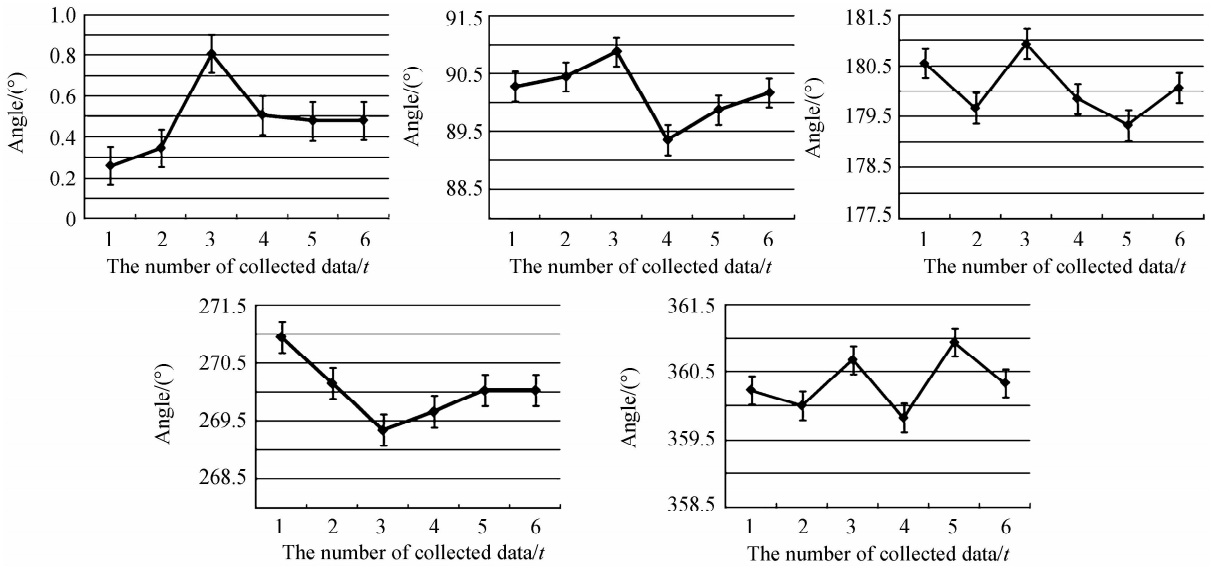 1.0
0.8
0.6
0.4
0.2
0
Angle/(°)
1 2 3 4 5 6
The number of collected data/t
91.5
90.5
89.5
88.5
Angle/(°)
1 2 3 4 5 6
The number of collected data/t
181.5
180.5
179.5
178.5
177.5
Angle/(°)
1 2 3 4 5 6
The number of collected data/t
271.5
270.5
269.5
268.5
Angle/(°)
1 2 3 4 5 6
The number of collected data/t
361.5
360.5
359.5
358.5
Angle/(°)
1 2 3 4 5 6
The number of collected data/t